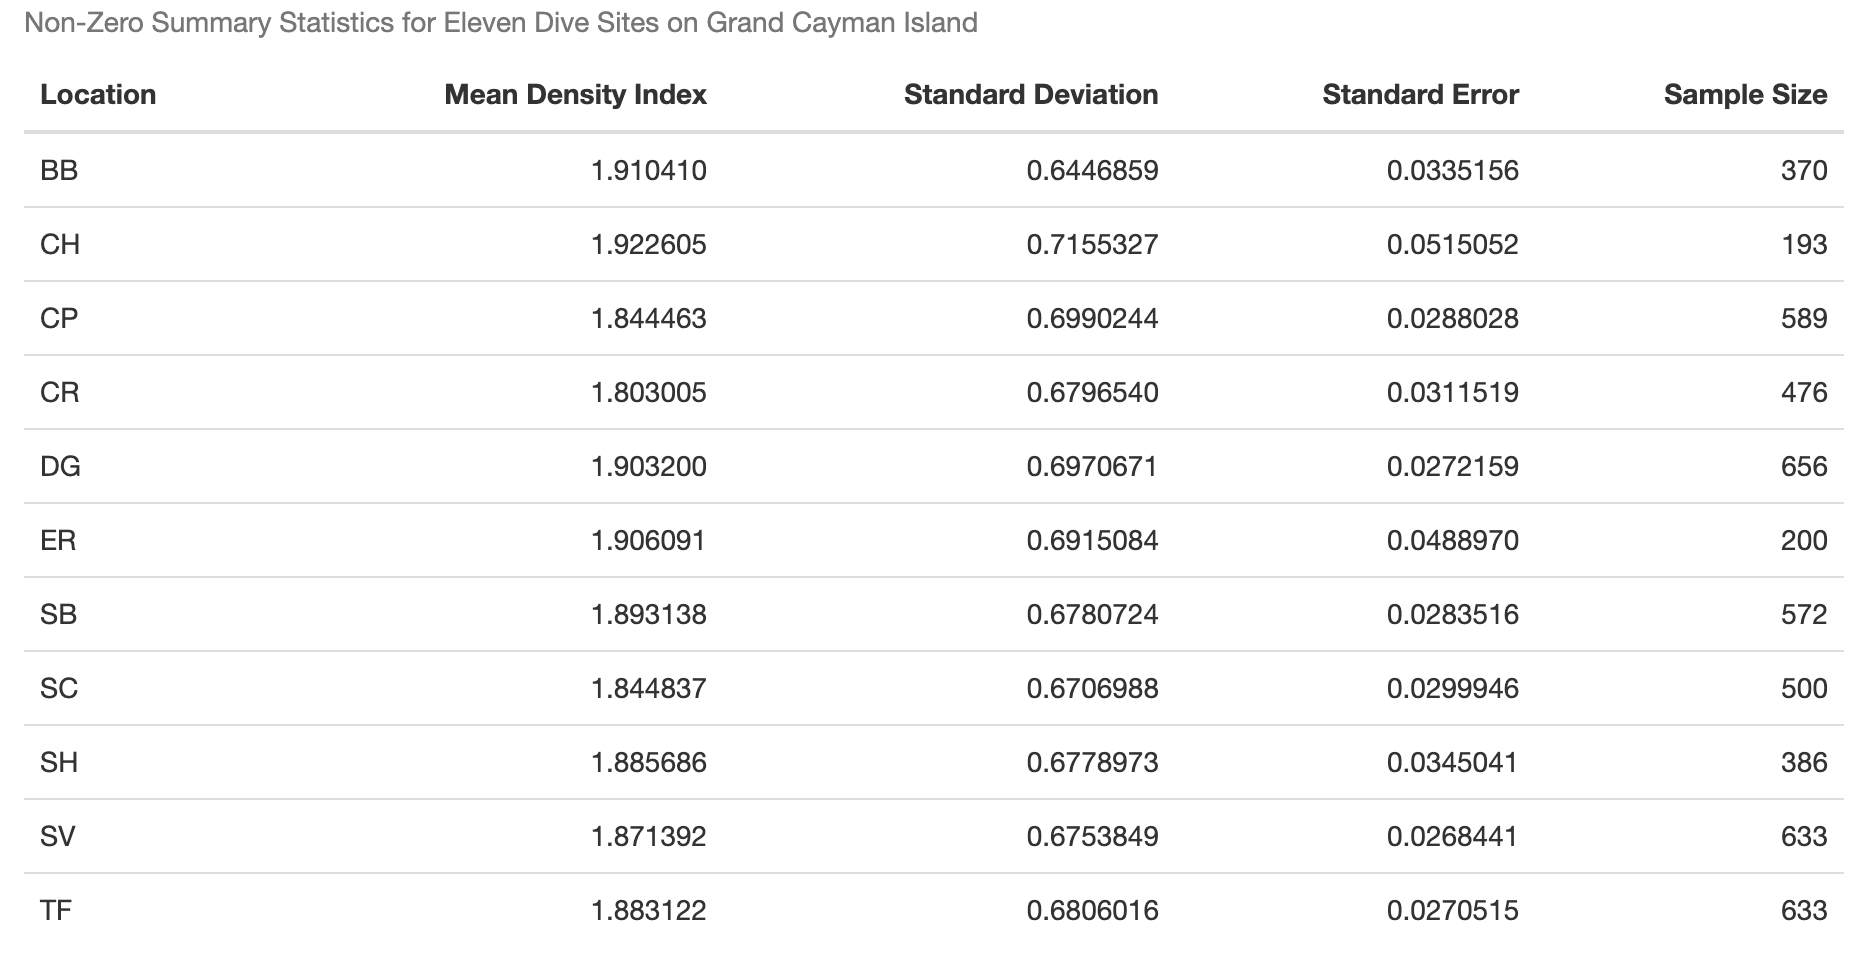 Non-Zero Summary Statistics for Eleven Dive Sites on Grand Cayman Island
Location Mean Density Index Standard Deviation Standard Error Sample Size
BB 1.910410 0.6446859 0.0335156 370
CH 1.922605 0.7155327 0.0515052 193
CP 1.844463 0.6990244 0.0288028 589
CR 1.803005 0.6796540 0.0311519 476
DG 1.903200 0.6970671 0.0272159 656
ER 1.906091 0.6915084 0.0488970 200
SB 1.893138 0.6780724 0.0283516 572
SC 1.844837 0.6706988 0.0299946 500
SH 1.885686 0.6778973 0.0345041 386
SV 1.871392 0.6753849 0.0268441 633
TF 1.883122 0.6806016 0.0270515 633